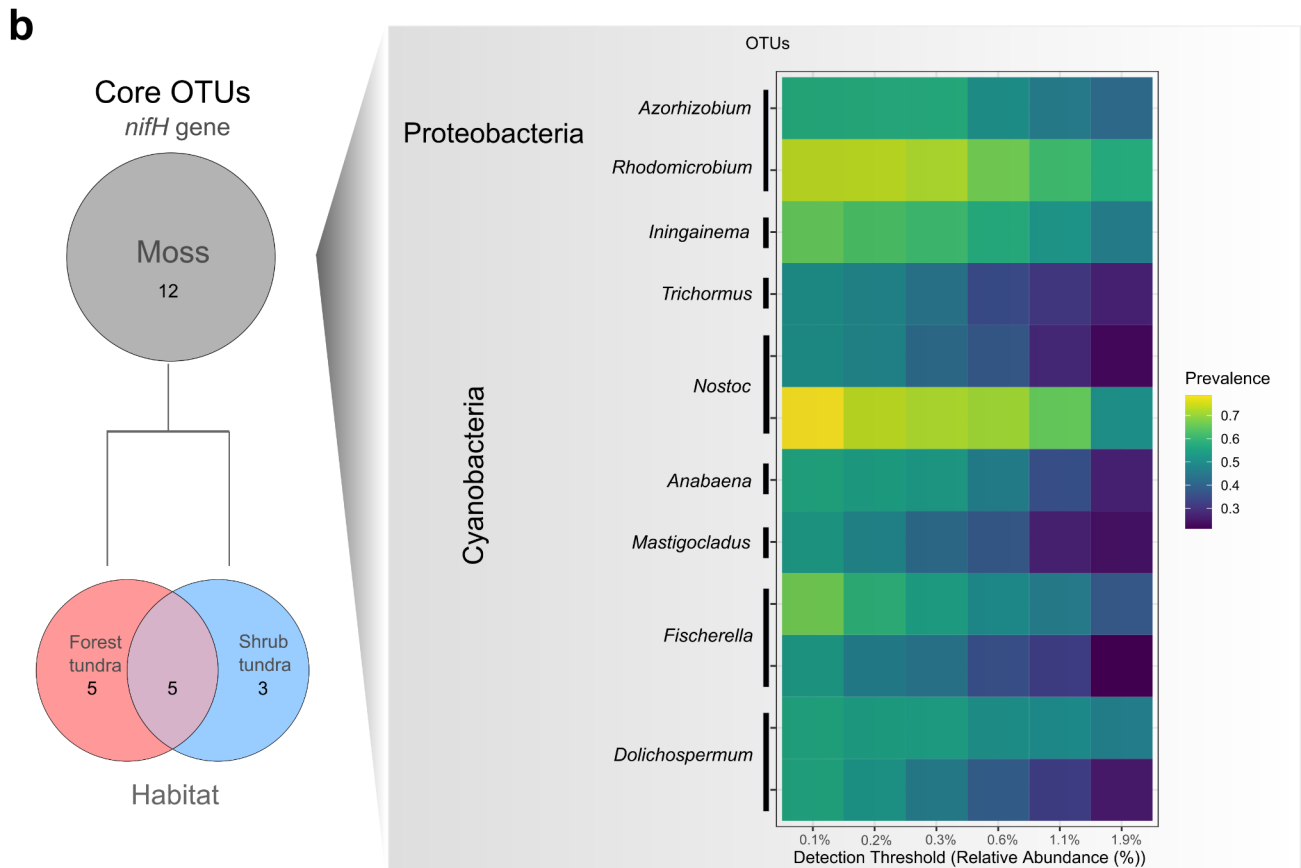 b
Core OTUs
nifH gene
Moss
12
Forest
tundra
5
5
Shrub
tundra
3
Habitat
OTUs
Proteobacteria
Cyanobacteria
Azorhizobium
Rhodomicrobium
Iningainema
Trichormus
Nostoc
Anabaena
Mastigocladus
Fischerella
Dolichospermum
0.1% 0.2% 0.3% 0.6% 1.1% 1.9%
Detection Threshold (Relative Abundance (%))
Prevalence
0.7
0.6
0.5
0.4
0.3